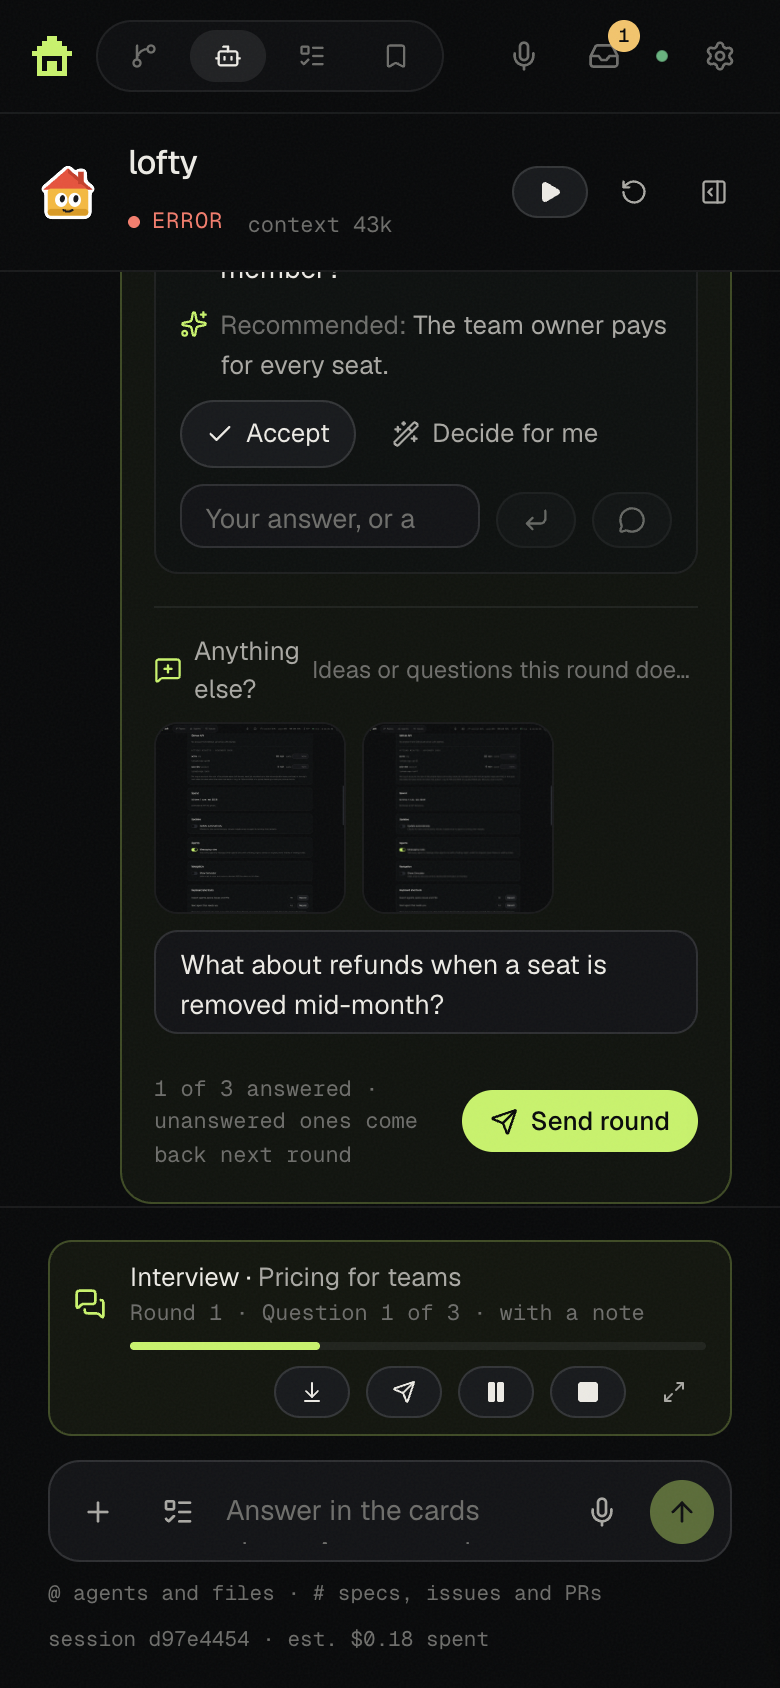 1
lofty
ERROR context 43k
member?
Recommended: The team owner pays
for every seat.
Accept Decide for me
Your answer, or a
Anything
else?
Ideas or questions this round doe…
What about refunds when a seat is
removed mid-month?
1 of 3 answered ·
unanswered ones come
back next round
Send round
Interview · Pricing for teams
Round 1 · Question 1 of 3 · with a note
Answer in the cards
@ agents and files · # specs, issues and PRs
session d97e4454 · est. $0.18 spent